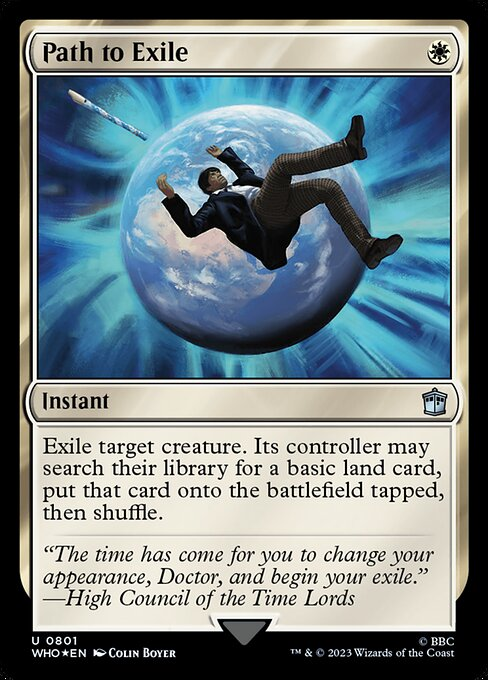 Path to Exile
Instant
Exile target creature. Its controller may
search their library for a basic land card,
put that card onto the battlefield tapped,
then shuffle.
“The time has come for you to change your
appearance, Doctor, and begin your exile.”
—High Council of the Time Lords
U 0801 © BBC
WHO★EN Colin Boyer ™ & © 2023 Wizards of the Coast